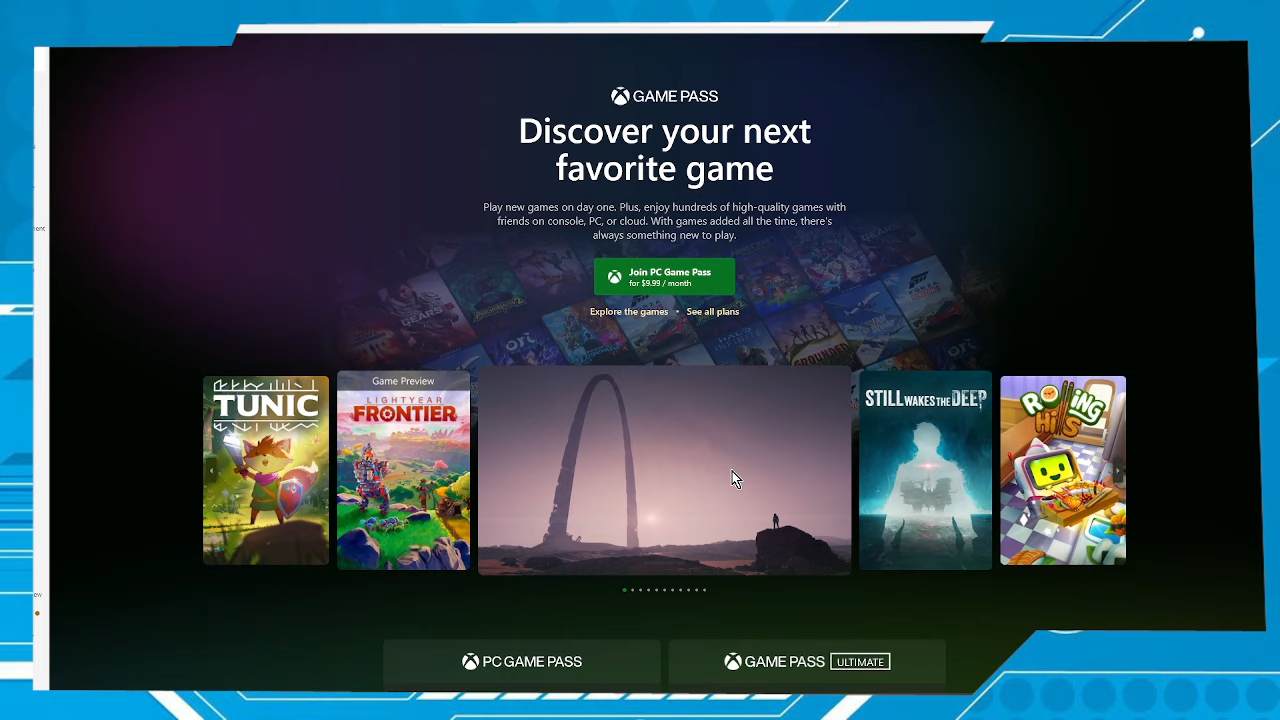 GAME PASS
Discover your next
favorite game
Play new games on day one. Plus, enjoy hundreds of high-quality games with
friends on console, PC, or cloud. With games added all the time, there's
always something new to play.
Join PC Game Pass
for $9.99 / month
Explore the games • See all plans
GEARS
ori
GROUNDED
TUNIC
Game Preview
LIGHTYEAR
FRONTIER
STILL WAKES THE DEEP
ROLLING
HILLS
PC GAME PASS
GAME PASS ULTIMATE